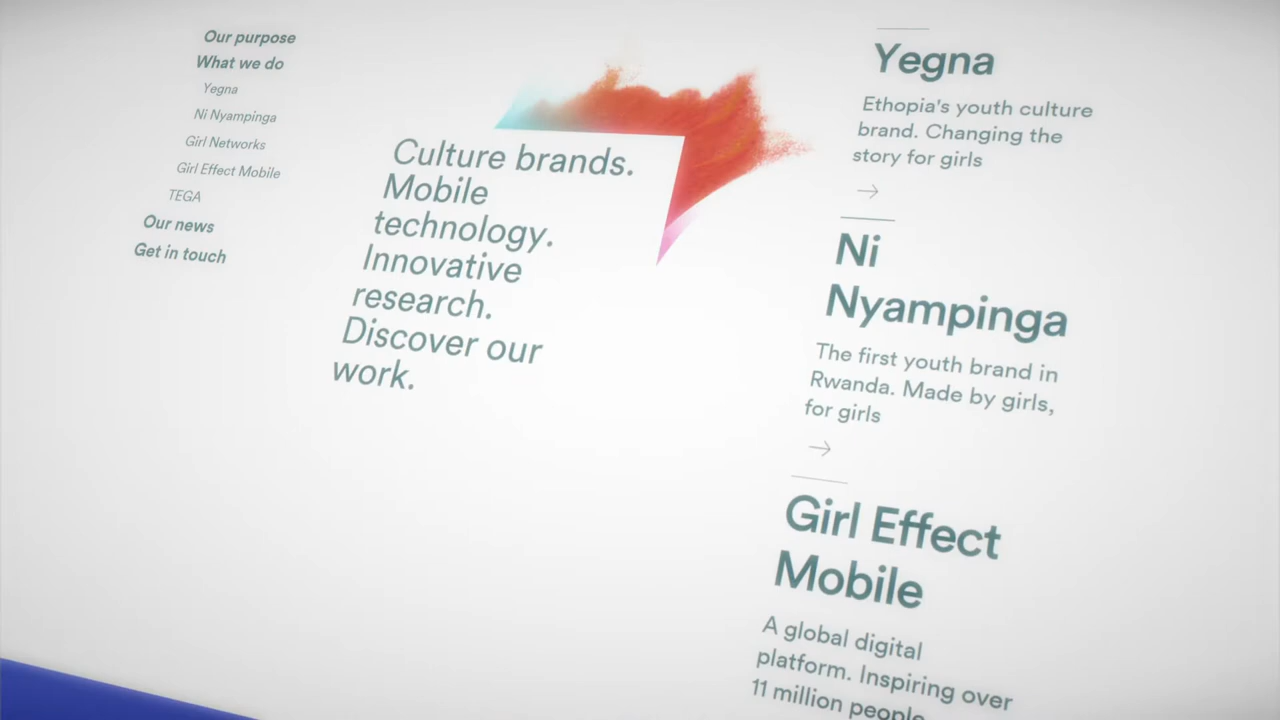 Our purpose
What we do
Yegna
Ni Nyampinga
Girl Networks
Girl Effect Mobile
TEGA
Our news
Get in touch
Culture brands.
Mobile
technology.
Innovative
research.
Discover our
work.
Yegna
Ethopia's youth culture
brand. Changing the
story for girls
Ni
Nyampinga
The first youth brand in
Rwanda. Made by girls,
for girls
Girl Effect
Mobile
A global digital
platform. Inspiring over
11 million people